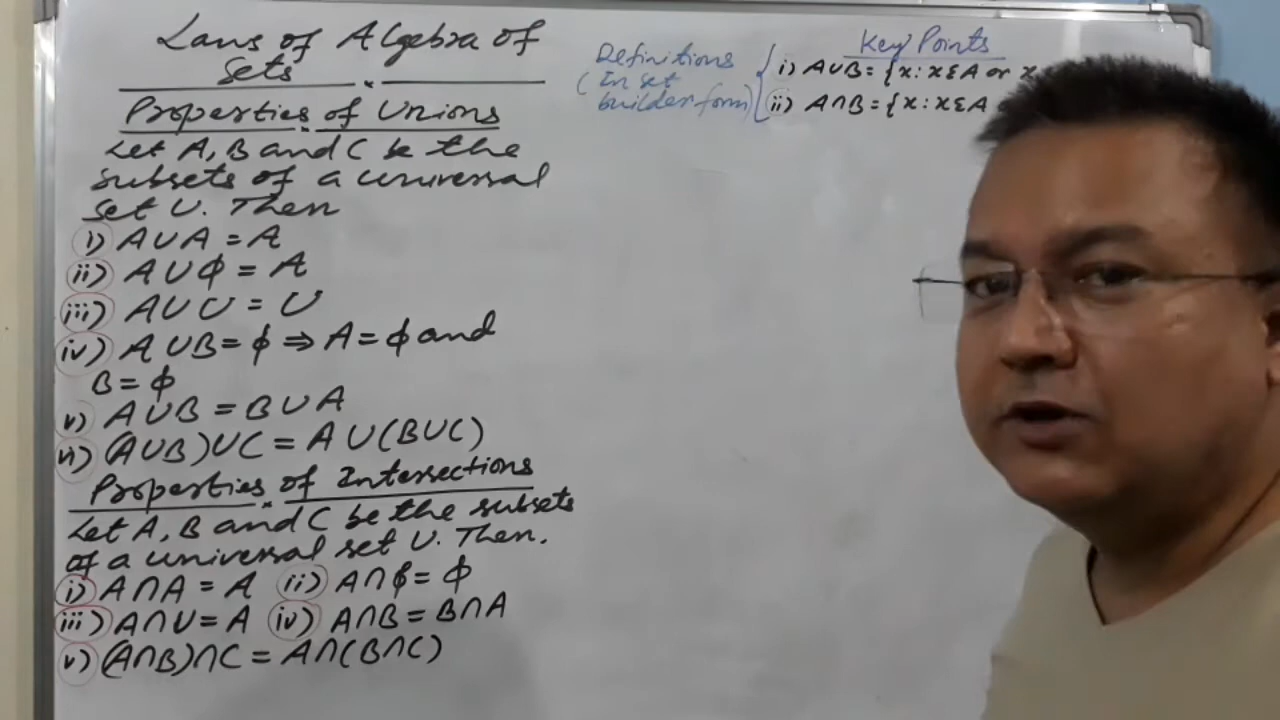 Laws of Algebra of
Sets
Properties of Unions
Let A, B and C be the
subsets of a universal
set U. Then
i) A∪A = A
ii) A∪ϕ = A
iii) A∪U = U
iv) A∪B = ϕ ⇒ A = ϕ and
B = ϕ
v) A∪B = B∪A
vi) (A∪B)∪C = A∪(B∪C)
Properties of Intersections
Let A, B and C be the subsets
of a universal set U. Then.
i) A∩A = A ii) A∩ϕ = ϕ
iii) A∩U = A iv) A∩B = B∩A
v) (A∩B)∩C = A∩(B∩C)
Key Points
Definitions
(In set
builder form)
i) A∪B = {x : x ε A or x
ii) A∩B = {x : x ε A